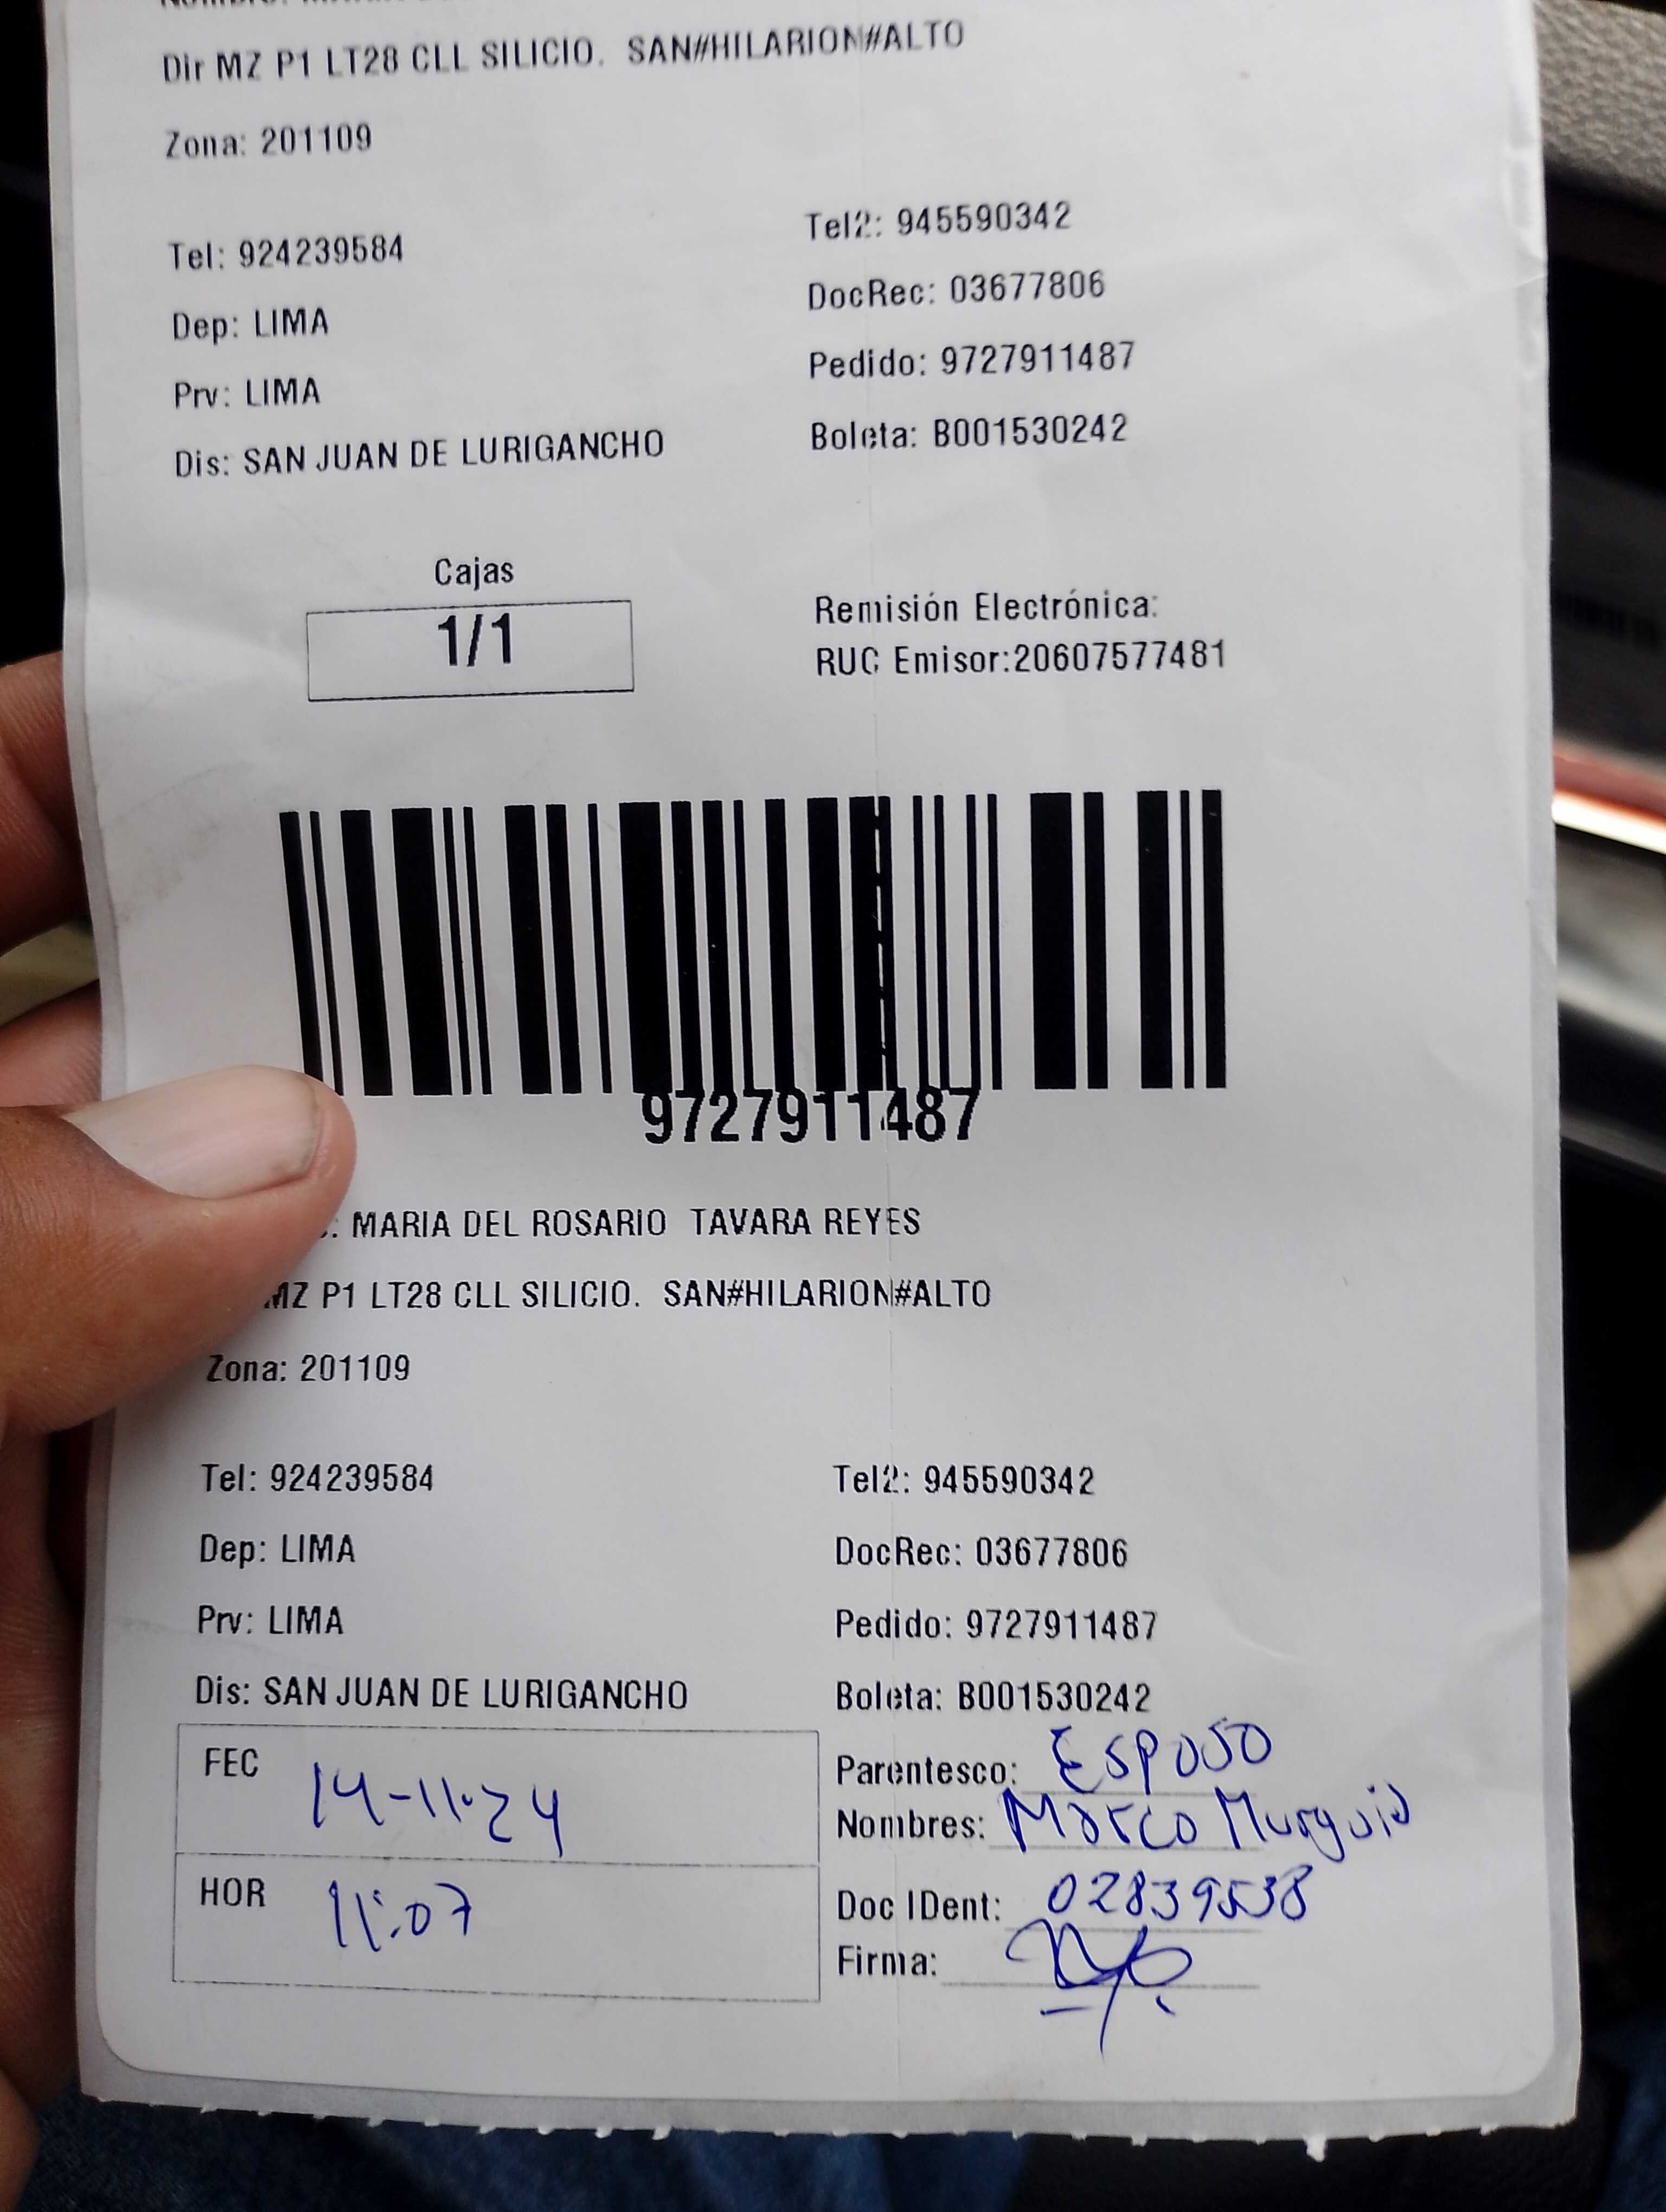 Dir MZ P1 LT28 CLL SILICIO. SAN#HILARION#ALTO
Zona: 201109
Tel: 924239584
Tel2: 945590342
Dep: LIMA
DocRec: 03677806
Prv: LIMA
Pedido: 9727911487
Dis: SAN JUAN DE LURIGANCHO
Boleta: B001530242
Cajas
1/1
Remisión Electrónica:
RUC Emisor:20607577481
9727911487
: MARIA DEL ROSARIO TAVARA REYES
MZ P1 LT28 CLL SILICIO. SAN#HILARION#ALTO
Zona: 201109
Tel: 924239584
Tel2: 945590342
Dep: LIMA
DocRec: 03677806
Prv: LIMA
Pedido: 9727911487
Dis: SAN JUAN DE LURIGANCHO
Boleta: B001530242
FEC 14-11-24
Parentesco: Esposo
Nombres: Marco Murguia
HOR 11:07
Doc IDent: 02839538
Firma: